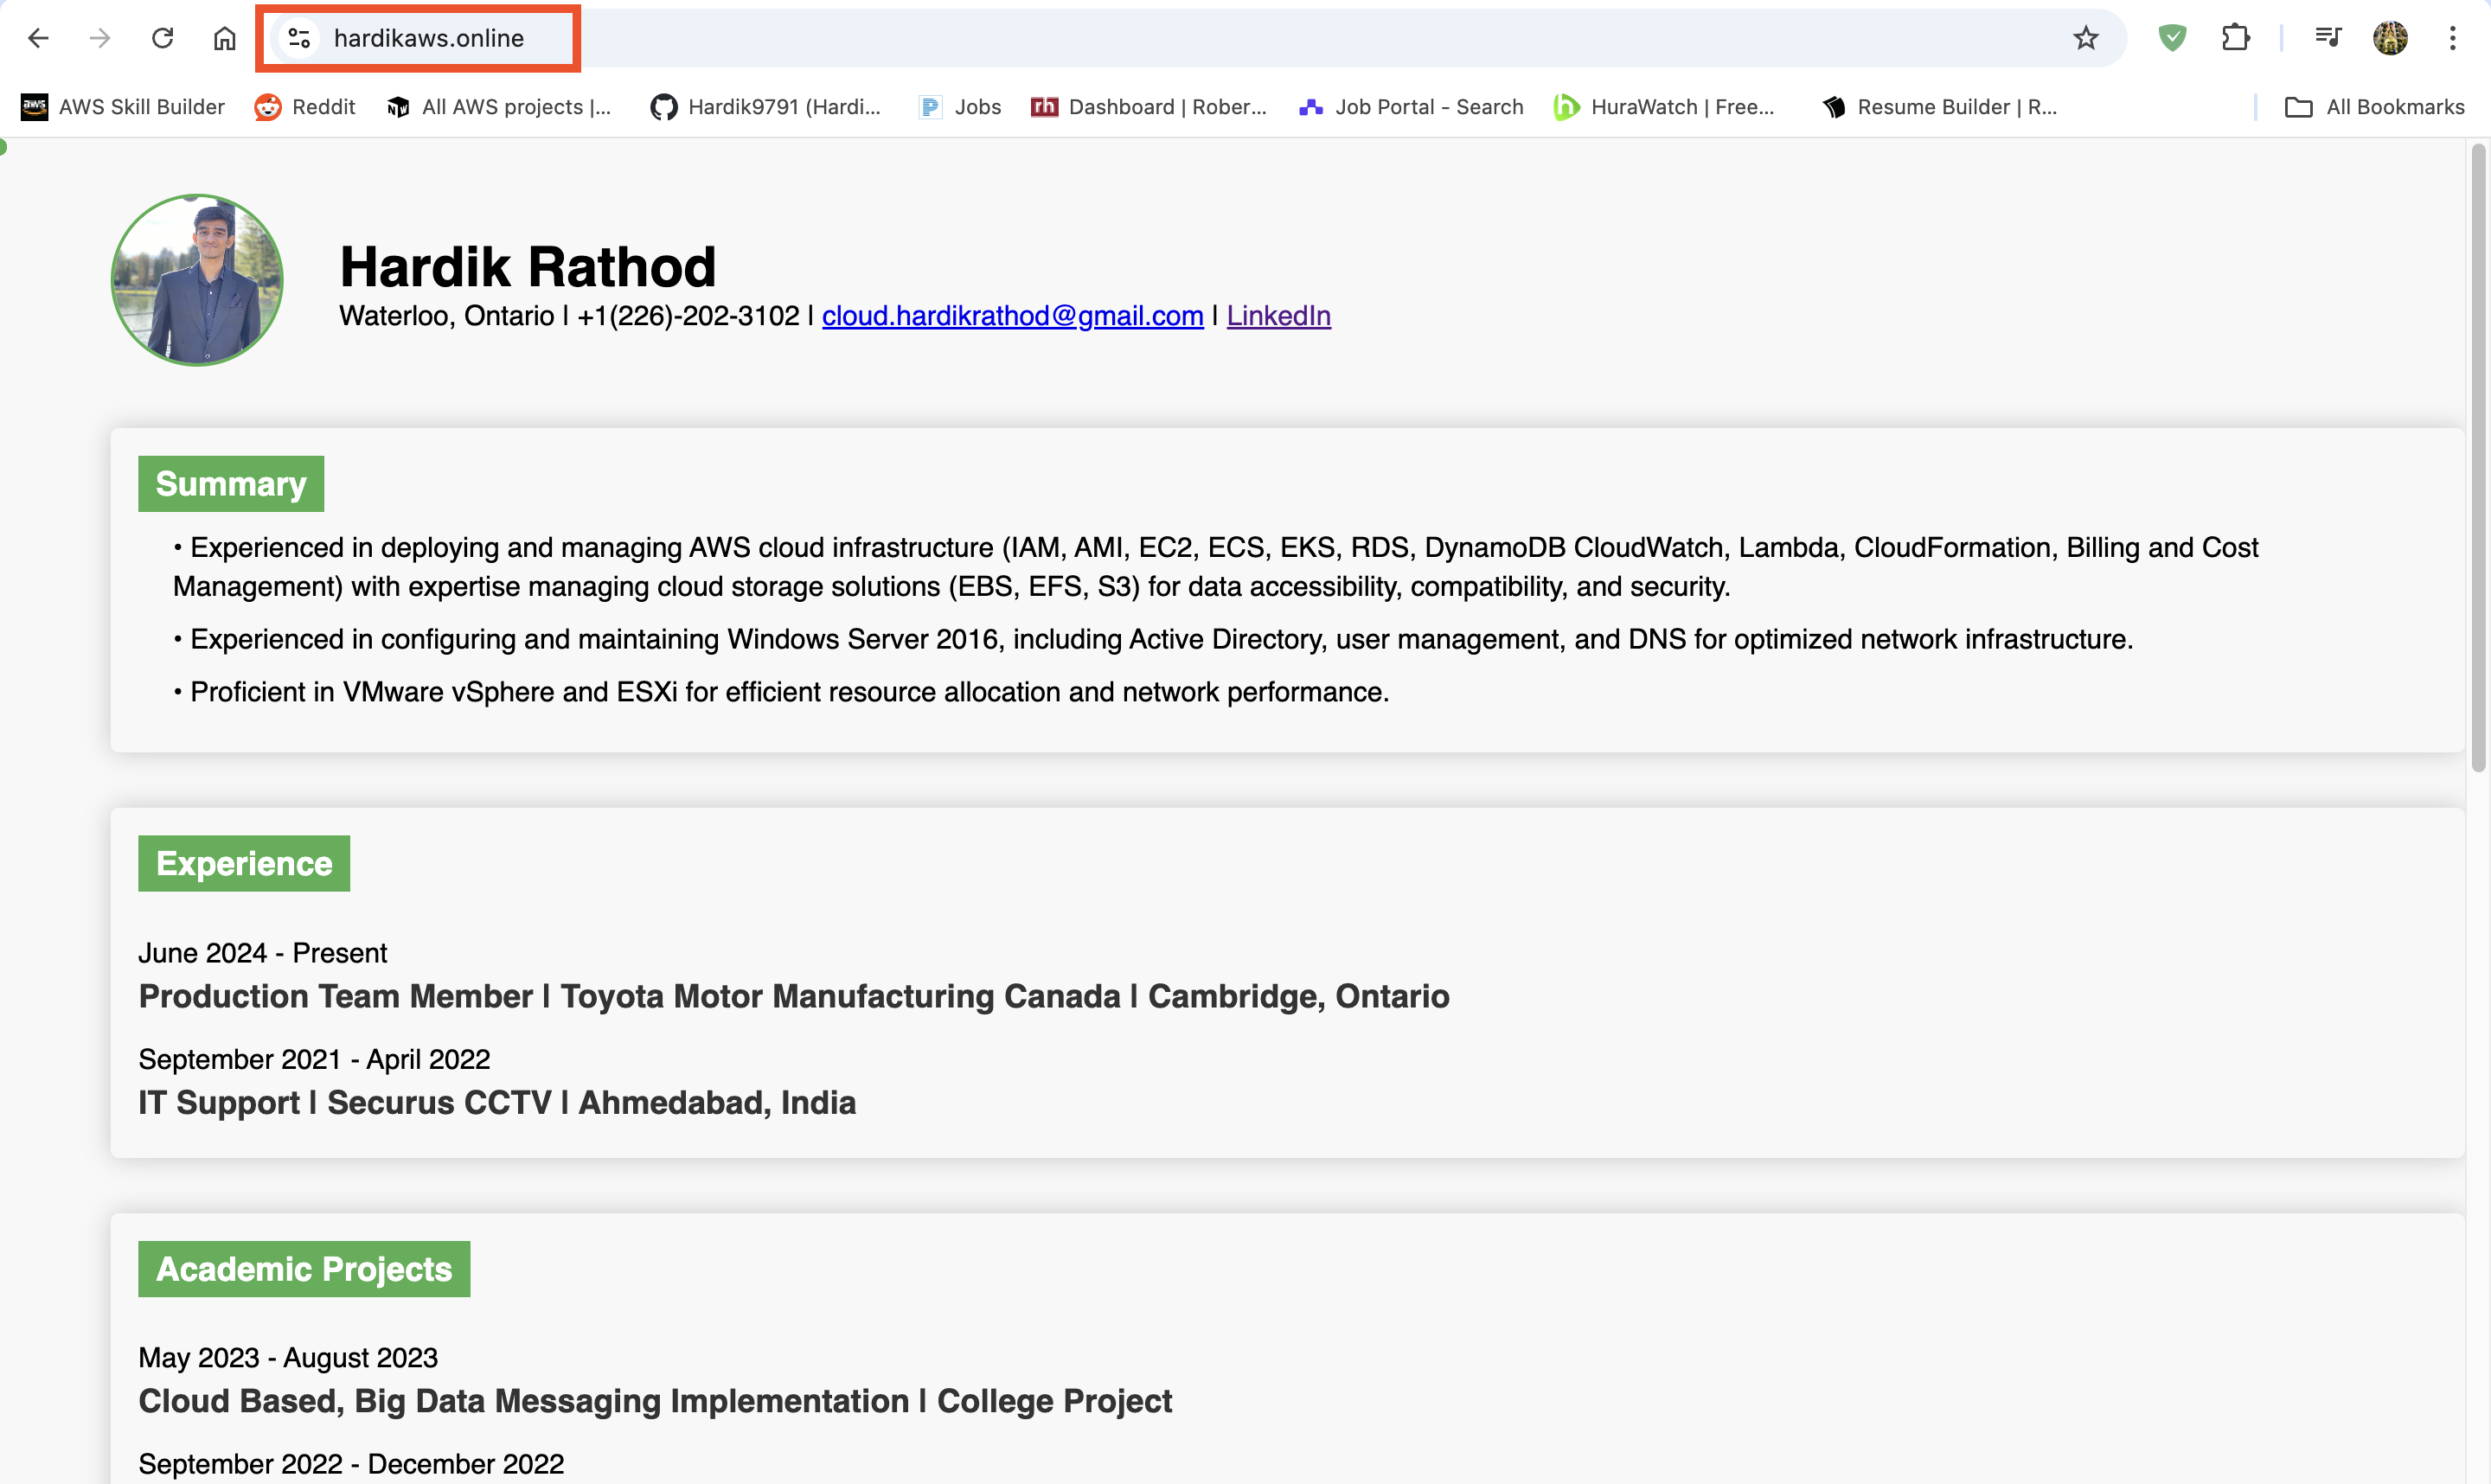 hardikaws.online
AWS Skill Builder
Reddit
All AWS projects |...
Hardik9791 (Hardi...
Jobs
Dashboard | Rober...
Job Portal - Search
HuraWatch | Free...
Resume Builder | R...
All Bookmarks
Hardik Rathod
Waterloo, Ontario | +1(226)-202-3102 | cloud.hardikrathod@gmail.com | LinkedIn
Summary
• Experienced in deploying and managing AWS cloud infrastructure (IAM, AMI, EC2, ECS, EKS, RDS, DynamoDB CloudWatch, Lambda, CloudFormation, Billing and Cost
Management) with expertise managing cloud storage solutions (EBS, EFS, S3) for data accessibility, compatibility, and security.
• Experienced in configuring and maintaining Windows Server 2016, including Active Directory, user management, and DNS for optimized network infrastructure.
• Proficient in VMware vSphere and ESXi for efficient resource allocation and network performance.
Experience
June 2024 - Present
Production Team Member | Toyota Motor Manufacturing Canada | Cambridge, Ontario
September 2021 - April 2022
IT Support | Securus CCTV | Ahmedabad, India
Academic Projects
May 2023 - August 2023
Cloud Based, Big Data Messaging Implementation | College Project
September 2022 - December 2022